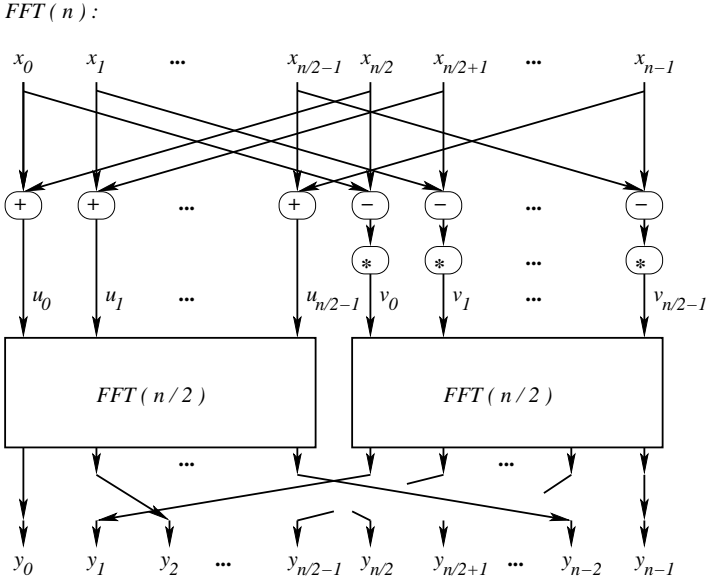 FFT ( n ) :
x0 x1 ... xn/2−1 xn/2 xn/2+1 ... xn−1
+ + ... + − − ... −
* * ... *
u0 u1 ... un/2−1 v0 v1 ... vn/2−1
FFT ( n / 2 ) FFT ( n / 2 )
... ...
y0 y1 y2 ... yn/2−1 yn/2 yn/2+1 ... yn−2 yn−1